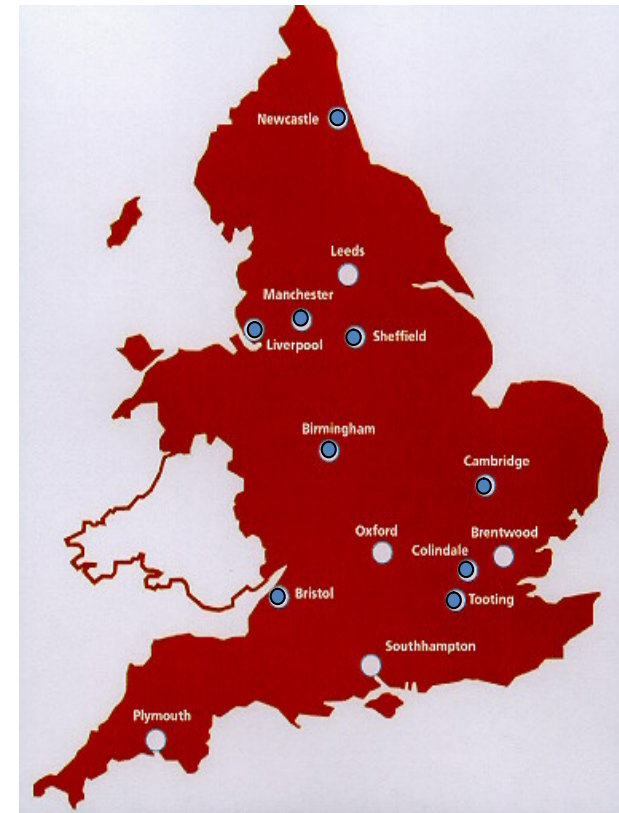 Newcastle
Leeds
Manchester
Liverpool
Sheffield
Birmingham
Cambridge
Oxford
Colindale
Brentwood
Bristol
Tooting
Southhampton
Plymouth